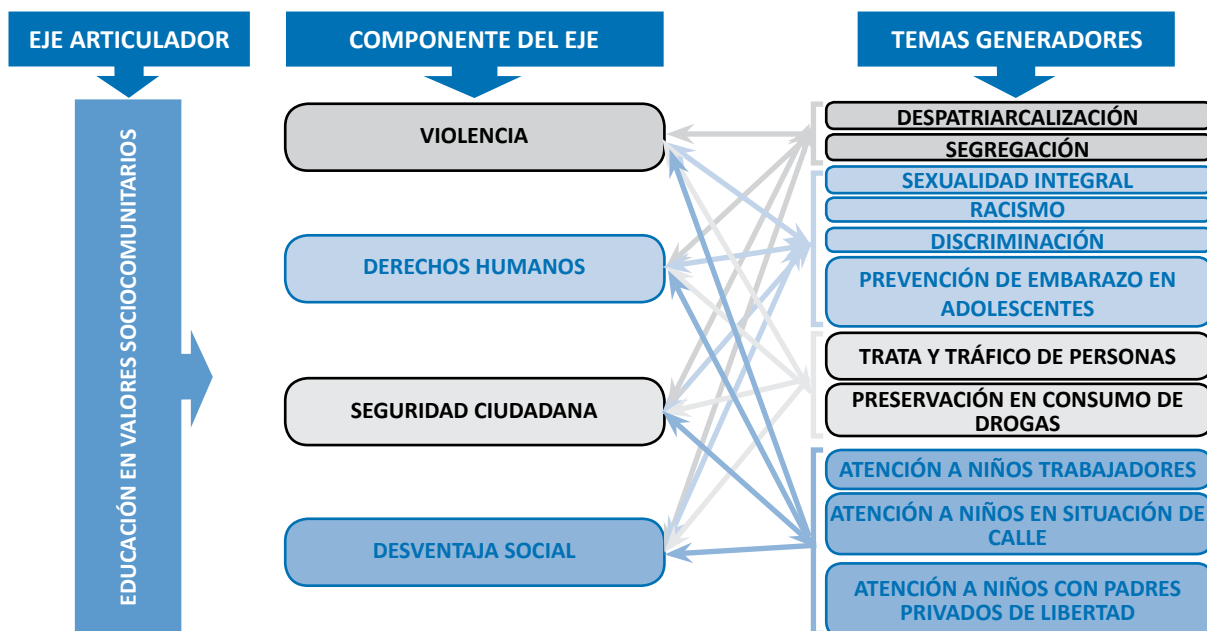 EJE ARTICULADOR
COMPONENTE DEL EJE
TEMAS GENERADORES
EDUCACIÓN EN VALORES SOCIOCOMUNITARIOS
VIOLENCIA
DERECHOS HUMANOS
SEGURIDAD CIUDADANA
DESVENTAJA SOCIAL
DESPATRIARCALIZACIÓN
SEGREGACIÓN
SEXUALIDAD INTEGRAL
RACISMO
DISCRIMINACIÓN
PREVENCIÓN DE EMBARAZO EN
ADOLESCENTES
TRATA Y TRÁFICO DE PERSONAS
PRESERVACIÓN EN CONSUMO DE
DROGAS
ATENCIÓN A NIÑOS TRABAJADORES
ATENCIÓN A NIÑOS EN SITUACIÓN DE
CALLE
ATENCIÓN A NIÑOS CON PADRES
PRIVADOS DE LIBERTAD